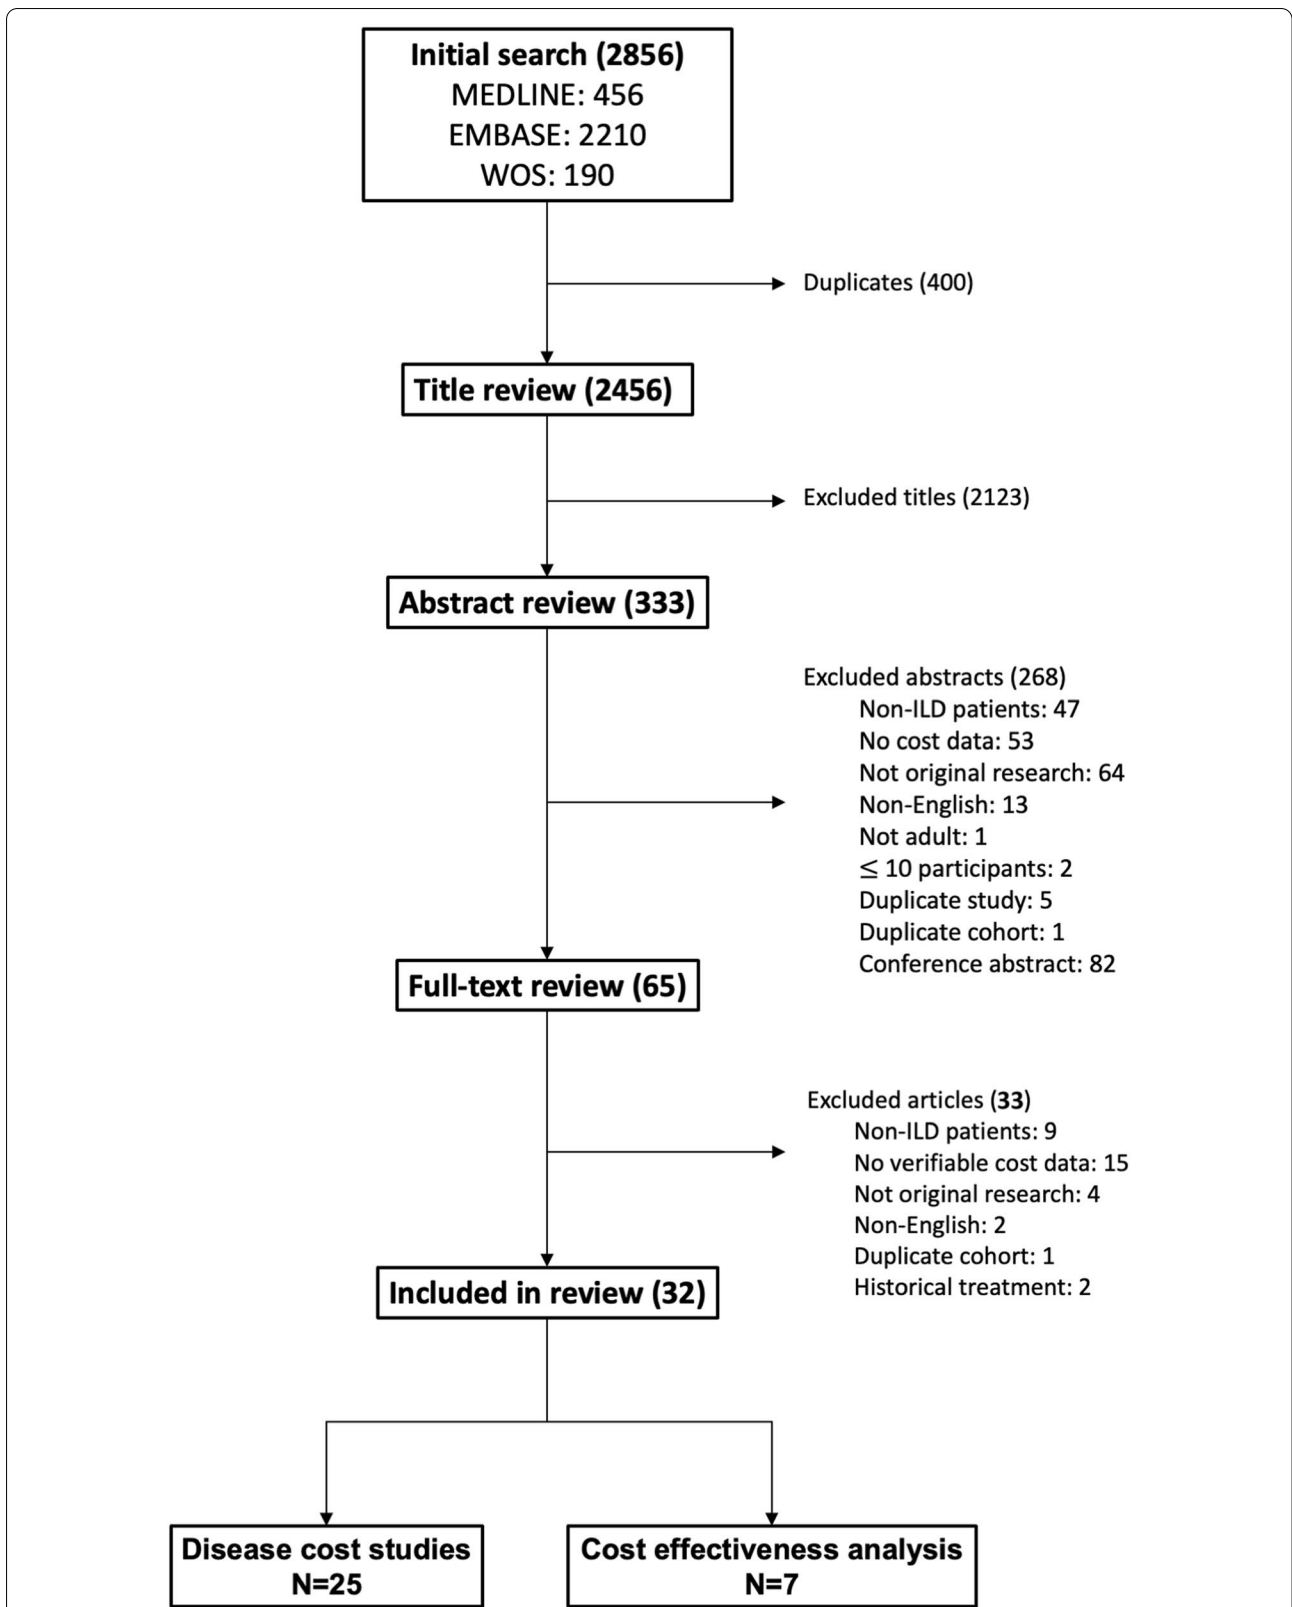 Initial search (2856)
MEDLINE: 456
EMBASE: 2210
WOS: 190
Duplicates (400)
Title review (2456)
Excluded titles (2123)
Abstract review (333)
Excluded abstracts (268)
Non-ILD patients: 47
No cost data: 53
Not original research: 64
Non-English: 13
Not adult: 1
≤ 10 participants: 2
Duplicate study: 5
Duplicate cohort: 1
Conference abstract: 82
Full-text review (65)
Excluded articles (33)
Non-ILD patients: 9
No verifiable cost data: 15
Not original research: 4
Non-English: 2
Duplicate cohort: 1
Historical treatment: 2
Included in review (32)
Disease cost studies
N=25
Cost effectiveness analysis
N=7